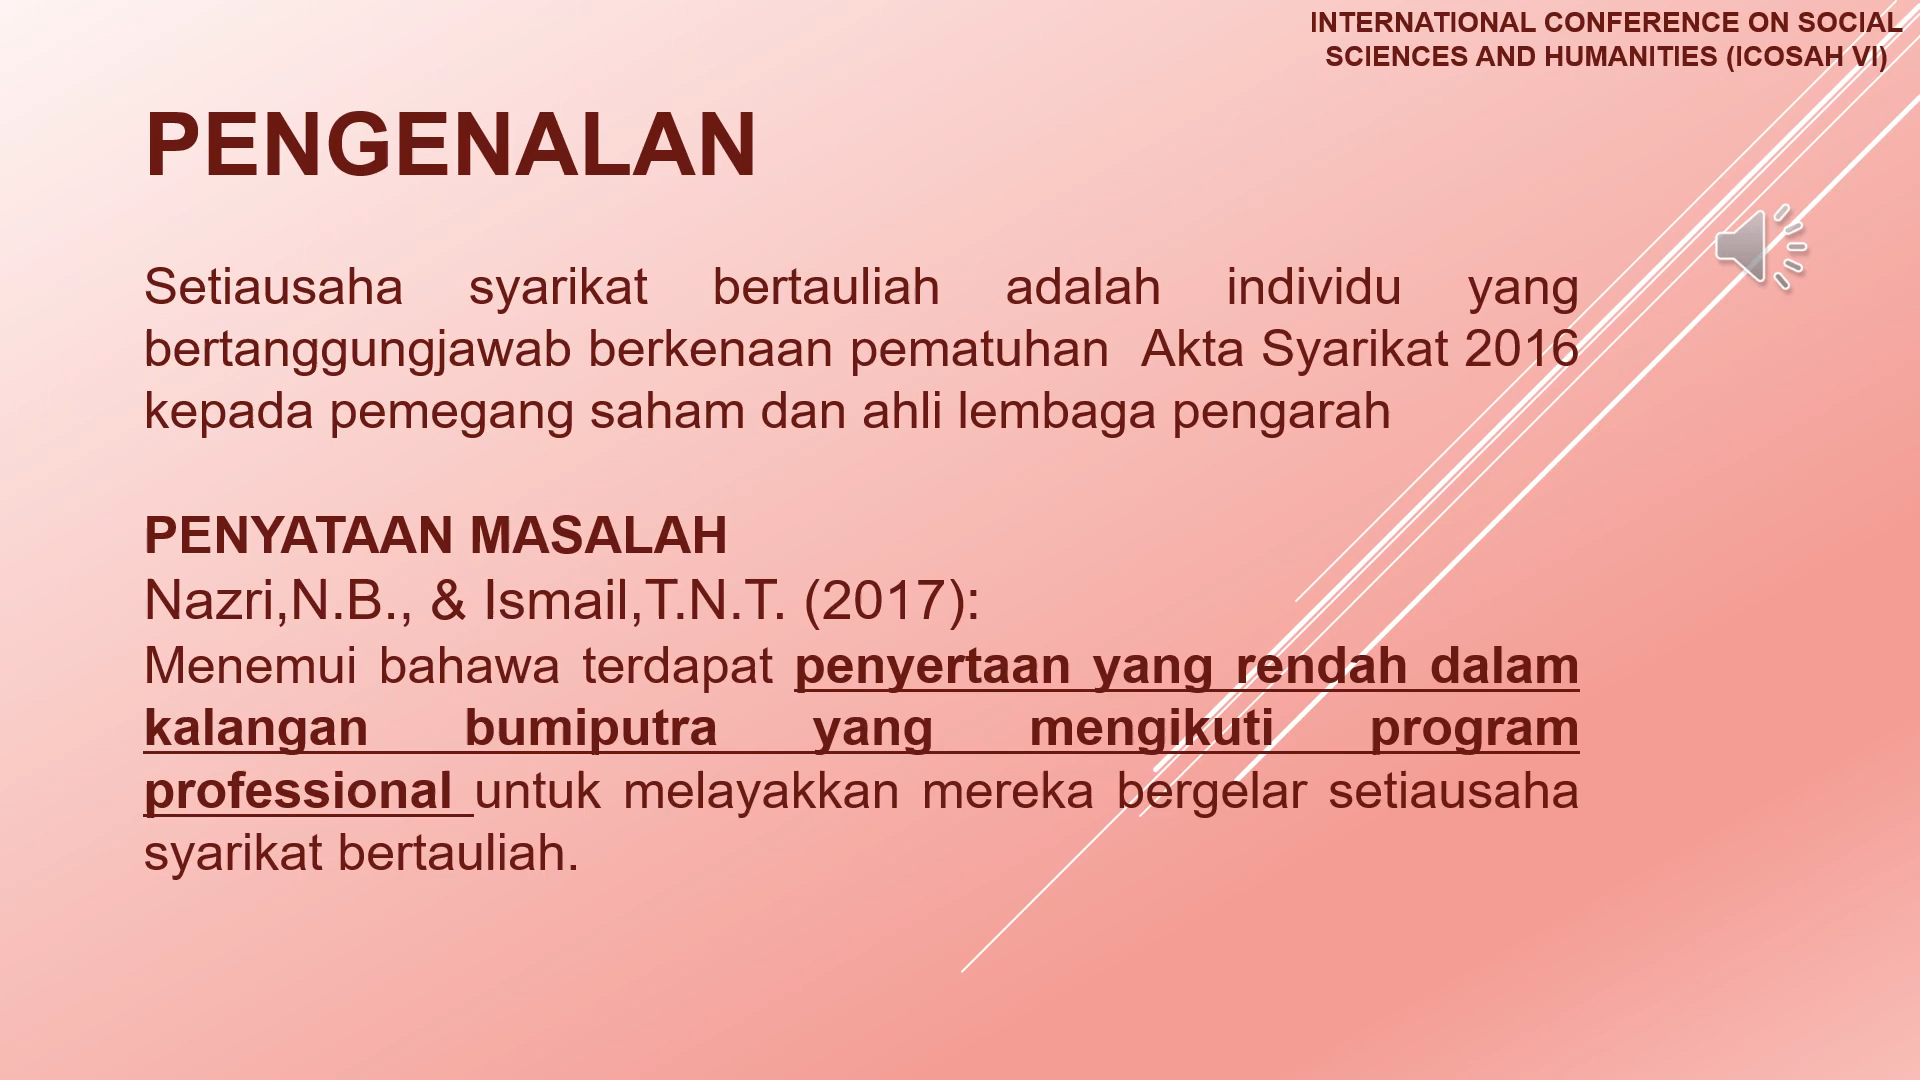 INTERNATIONAL CONFERENCE ON SOCIAL
SCIENCES AND HUMANITIES (ICOSAH VI)
PENGENALAN
Setiausaha syarikat bertauliah adalah individu yang
bertanggungjawab berkenaan pematuhan  Akta Syarikat 2016
kepada pemegang saham dan ahli lembaga pengarah
PENYATAAN MASALAH
Nazri,N.B., & Ismail,T.N.T. (2017):
Menemui bahawa terdapat penyertaan yang rendah dalam
kalangan bumiputra yang mengikuti program
professional untuk melayakkan mereka bergelar setiausaha
syarikat bertauliah.